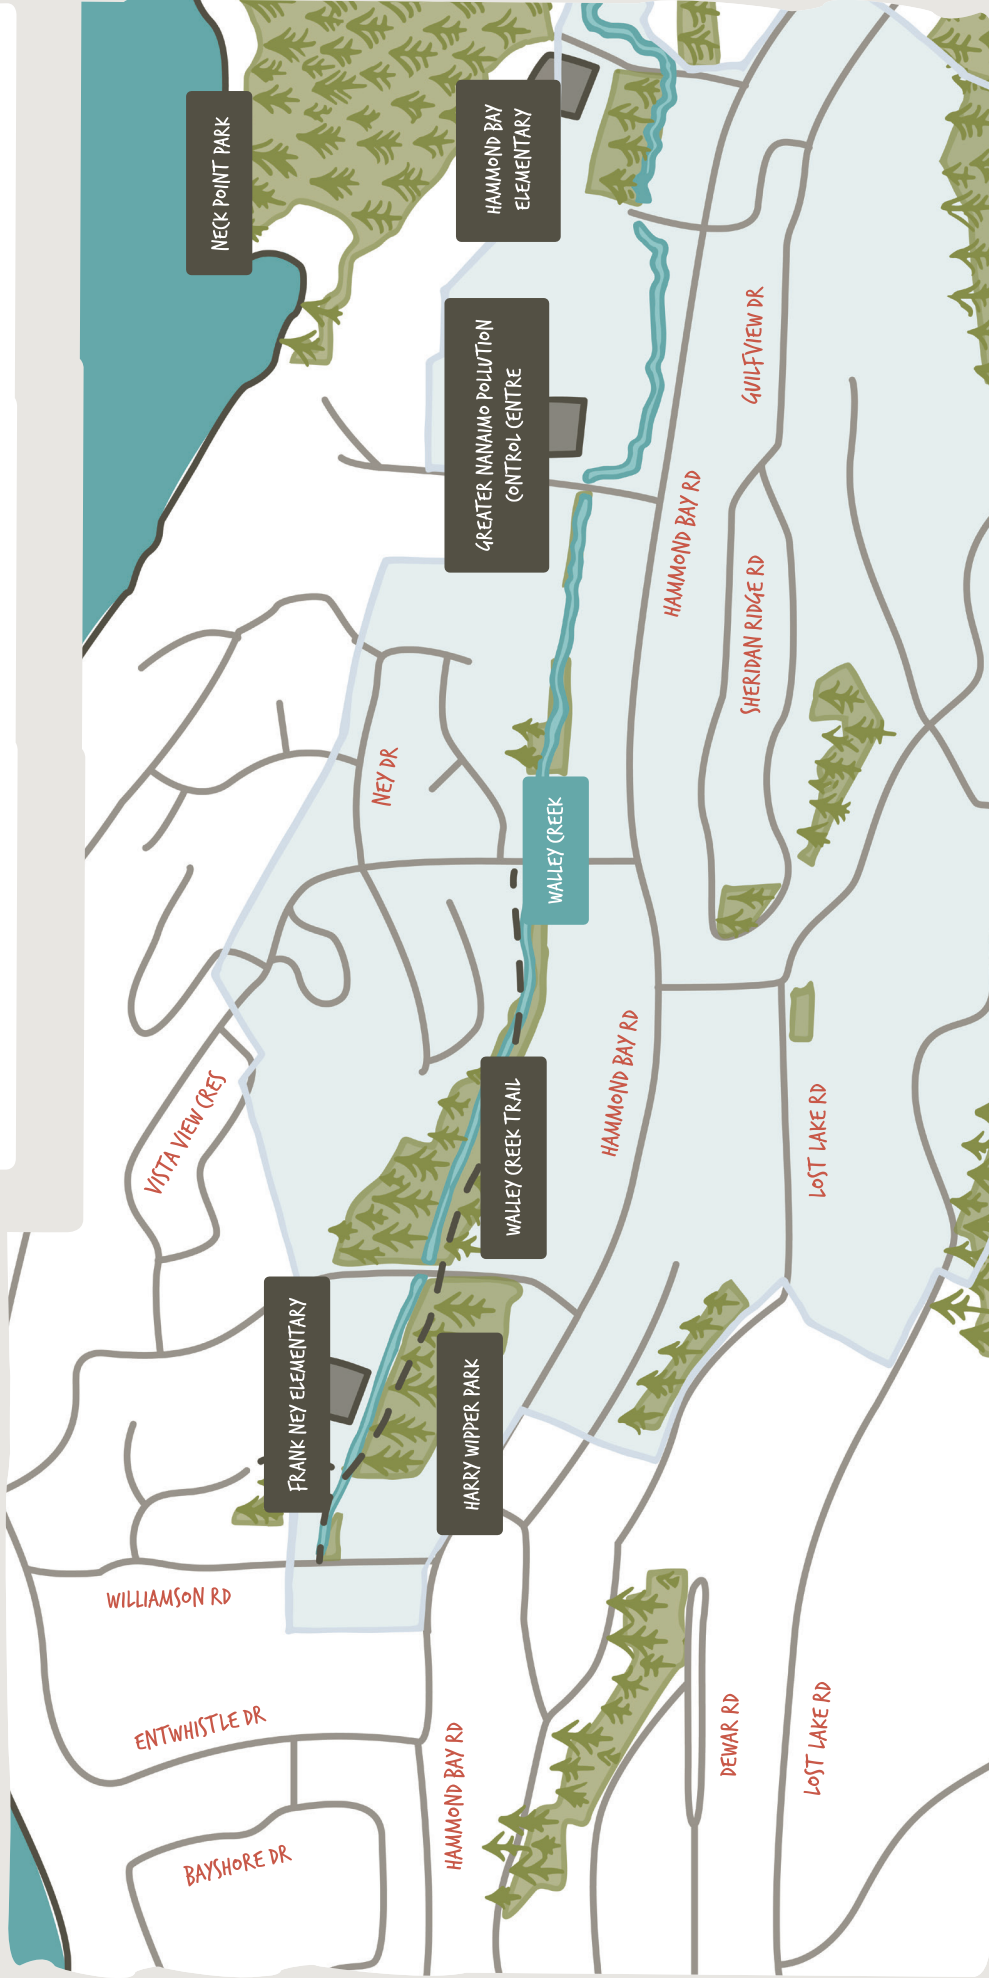 NECK POINT PARK
HAMMOND BAY
ELEMENTARY
GREATER NANAIMO POLLUTION
CONTROL CENTRE
GUILFVIEW DR
HAMMOND BAY RD
SHERIDAN RIDGE RD
NEY DR
WALLEY CREEK
HAMMOND BAY RD
VISTA VIEW CRES
WALLEY CREEK TRAIL
LOST LAKE RD
FRANK NEY ELEMENTARY
HARRY WIPPER PARK
WILLIAMSON RD
ENTWHISTLE DR
HAMMOND BAY RD
DEWAR RD
LOST LAKE RD
BAYSHORE DR